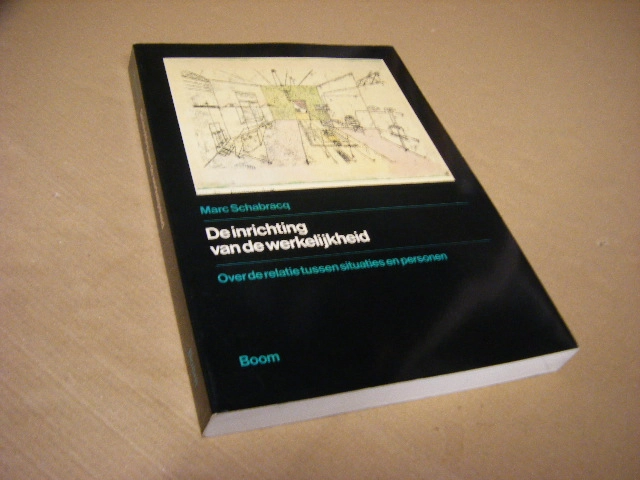 Marc Schabracq
De inrichting
van de werkelijkheid
Over de relatie tussen situaties en personen
Boom